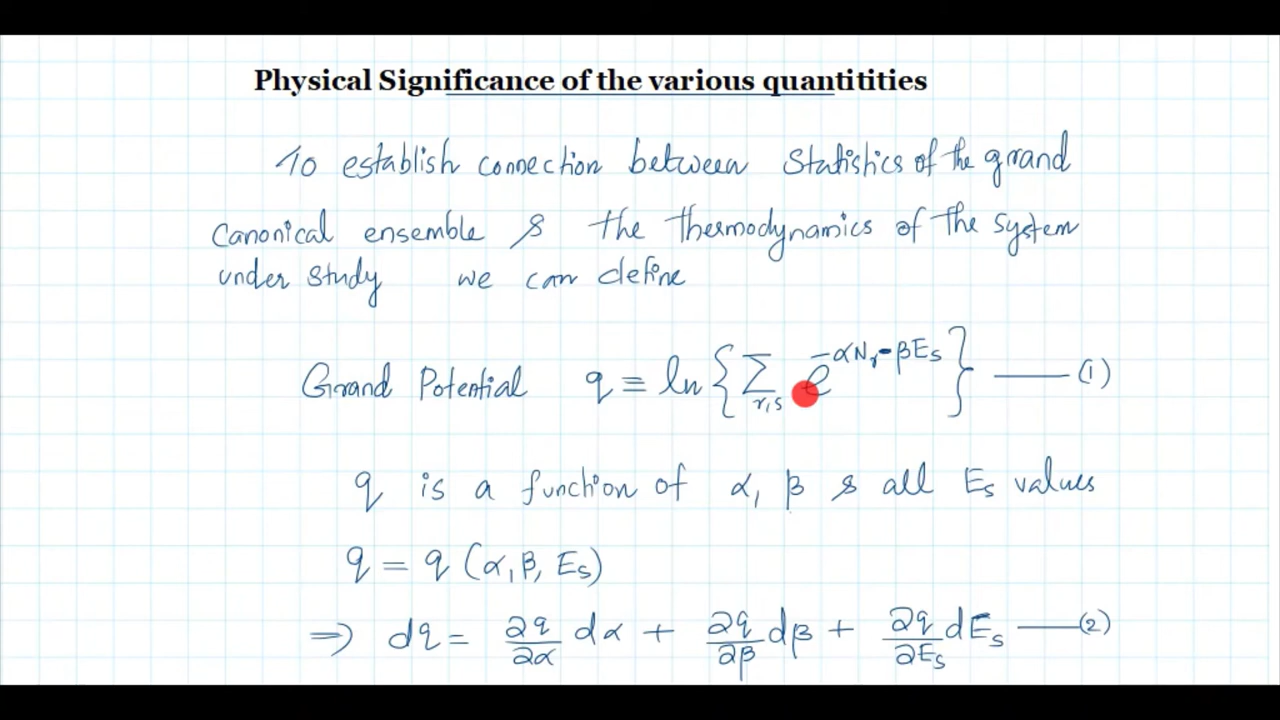 Physical Significance of the various quantitities
To establish connection between Statistics of the grand
Canonical ensemble & the thermodynamics of the system
under study we can define
Grand Potential q ≡ ln { Σ_{r,s} e^{-αN_r-βE_s} } —— (1)
q is a function of α, β & all E_s values
q = q (α, β, E_s)
⇒ dq = ∂q/∂α dα + ∂q/∂β dβ + ∂q/∂E_s dE_s —— (2)